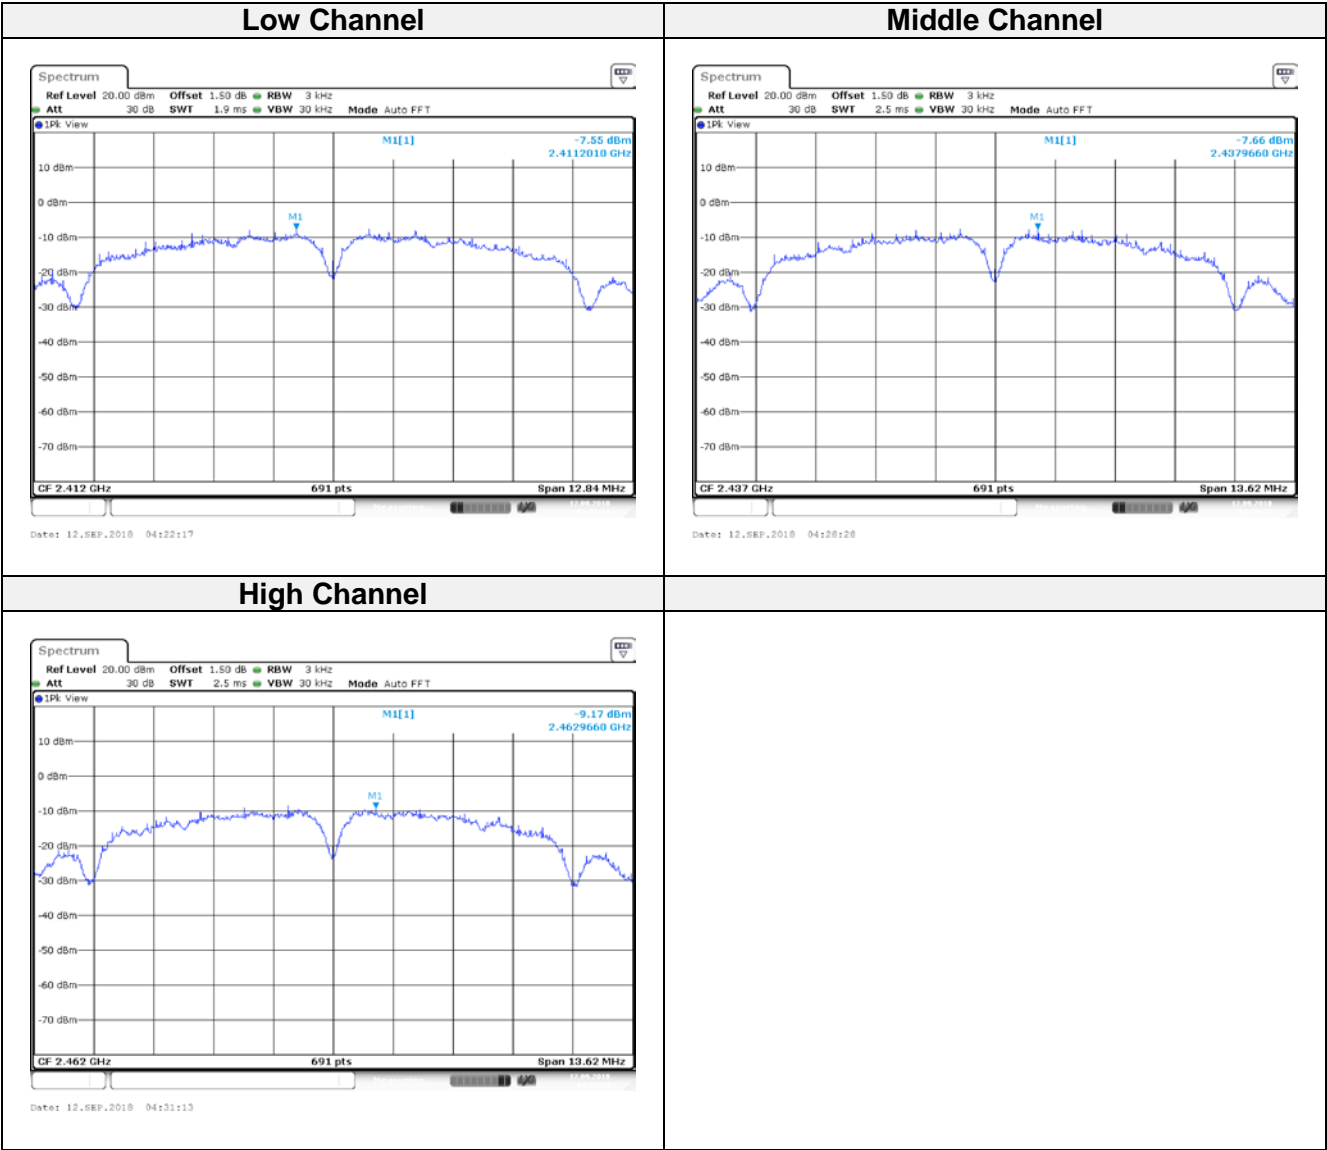 Low Channel
Spectrum
Ref Level 20.00 dBm Offset 1.50 dB RBW 3 kHz
Att 30 dB SWT 1.9 ms VBW 30 kHz Mode Auto FFT
1Pk View
M1[1] -7.55 dBm
2.4112010 GHz
10 dBm
0 dBm
M1
-10 dBm
-20 dBm
-30 dBm
-40 dBm
-50 dBm
-60 dBm
-70 dBm
CF 2.412 GHz 691 pts Span 12.84 MHz
Date: 12.SEP.2018 04:22:17
Middle Channel
Spectrum
Ref Level 20.00 dBm Offset 1.50 dB RBW 3 kHz
Att 30 dB SWT 2.5 ms VBW 30 kHz Mode Auto FFT
1Pk View
M1[1] -7.66 dBm
2.4379660 GHz
10 dBm
0 dBm
M1
-10 dBm
-20 dBm
-30 dBm
-40 dBm
-50 dBm
-60 dBm
-70 dBm
CF 2.437 GHz 691 pts Span 13.62 MHz
Date: 12.SEP.2018 04:28:28
High Channel
Spectrum
Ref Level 20.00 dBm Offset 1.50 dB RBW 3 kHz
Att 30 dB SWT 2.5 ms VBW 30 kHz Mode Auto FFT
1Pk View
M1[1] -9.17 dBm
2.4629660 GHz
10 dBm
0 dBm
M1
-10 dBm
-20 dBm
-30 dBm
-40 dBm
-50 dBm
-60 dBm
-70 dBm
CF 2.462 GHz 691 pts Span 13.62 MHz
Date: 12.SEP.2018 04:31:13